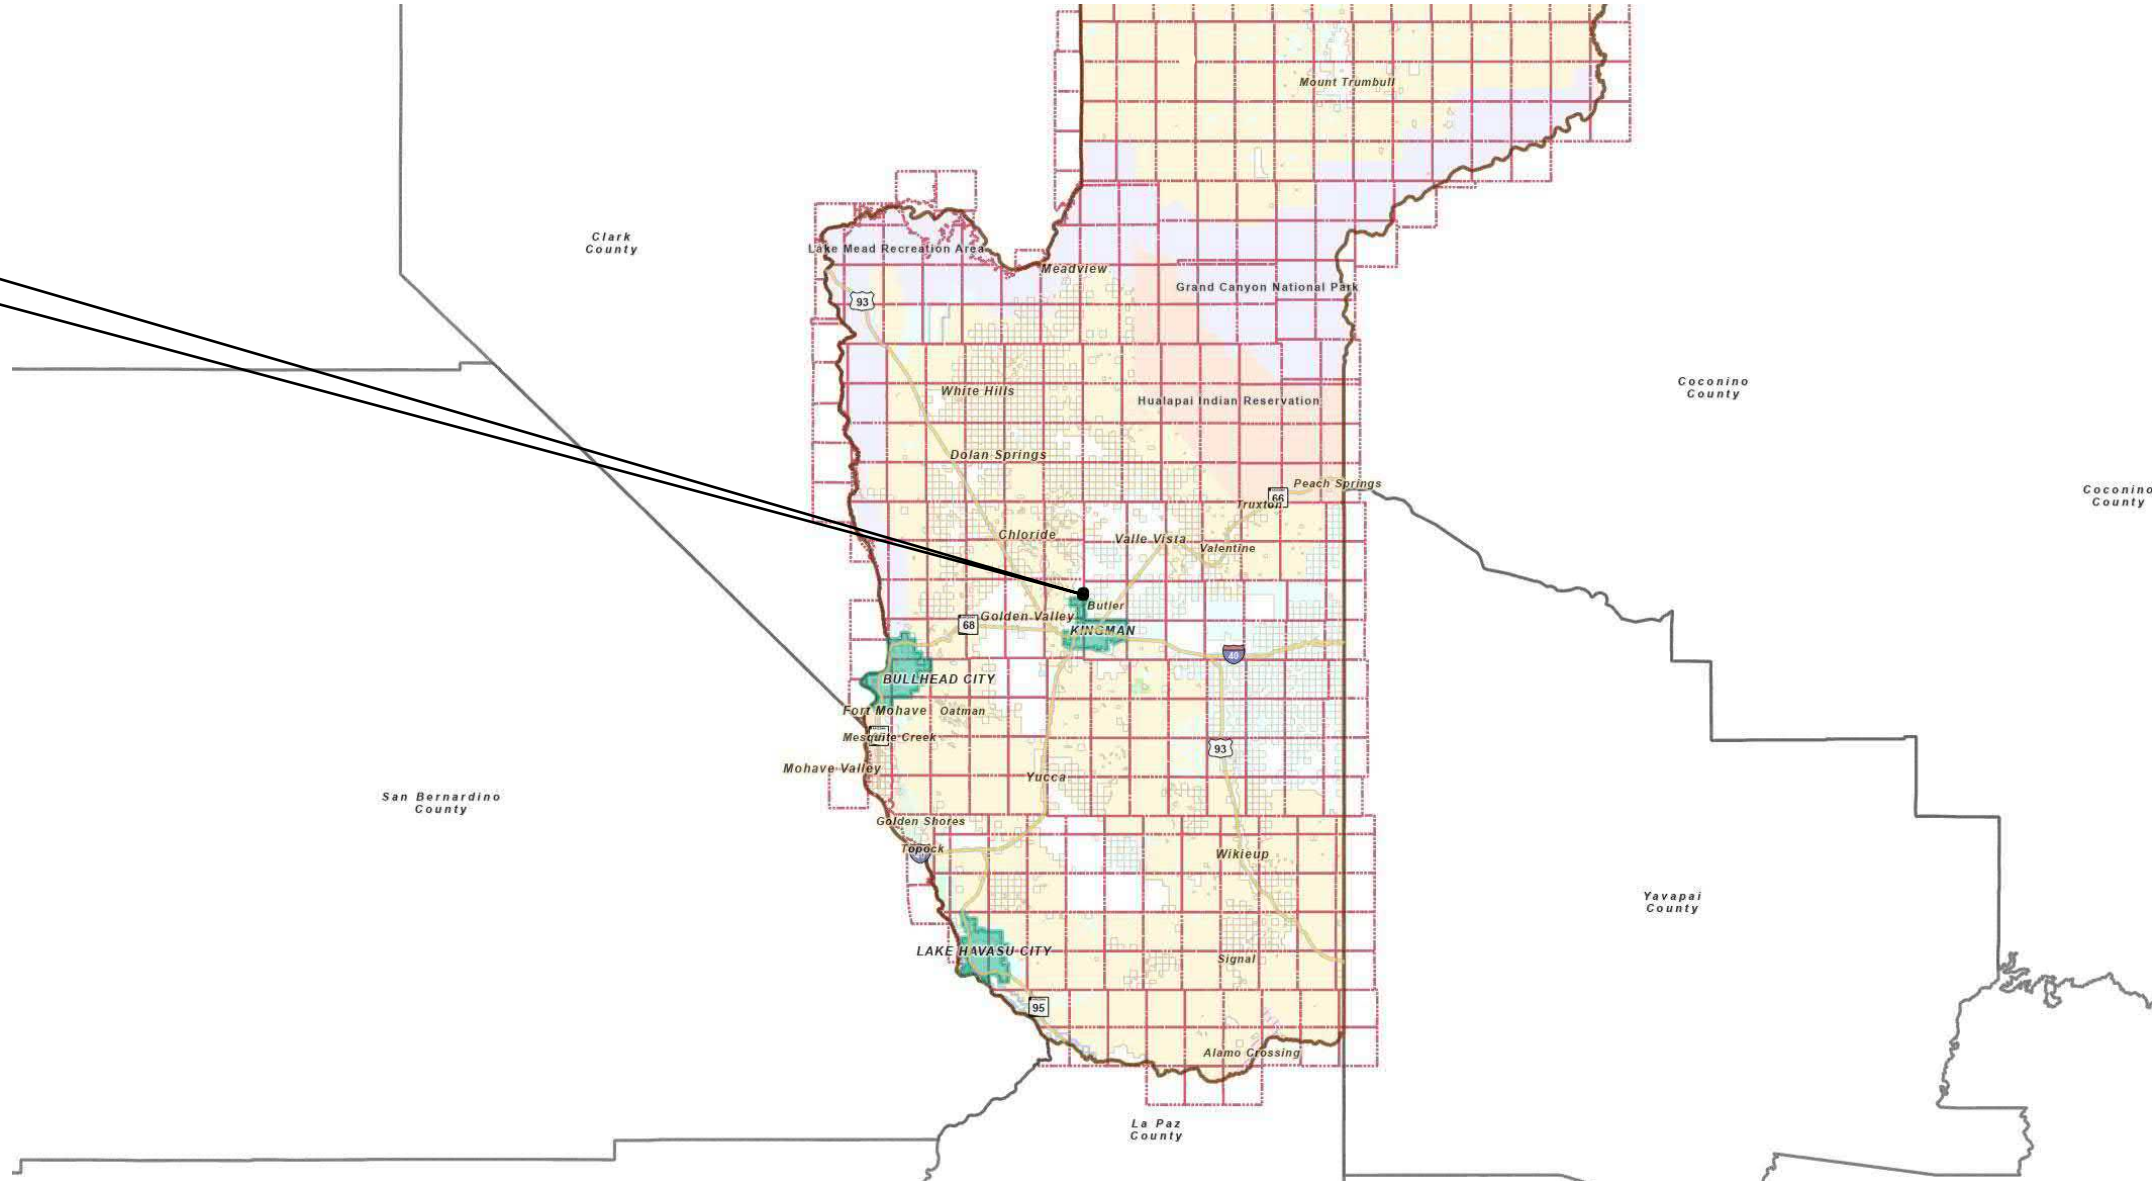 Mount Trumbull
Clark
County
Lake Mead Recreation Area
Meadview
Grand Canyon National Park
93
Coconino
County
White Hills
Hualapai Indian Reservation
Dolan Springs
Peach Springs
Coconino
County
66
Truxton
Chloride
Valle Vista
Valentine
Butler
Golden Valley
68
KINGMAN
40
BULLHEAD CITY
Fort Mohave
Oatman
Mesquite Creek
93
Mohave Valley
Yucca
San Bernardino
County
Golden Shores
Topock
Wikieup
Yavapai
County
LAKE HAVASU CITY
Signal
95
Alamo Crossing
La Paz
County